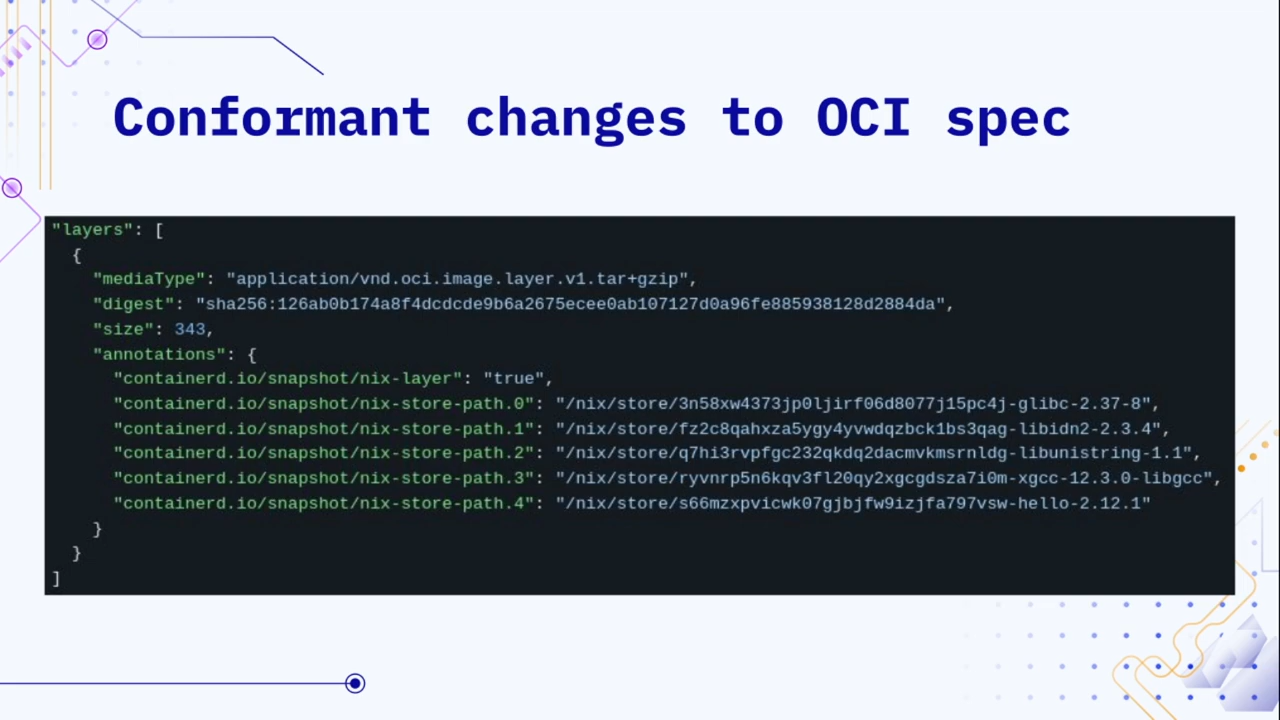 Conformant changes to OCI spec
"layers": [
{
"mediaType": "application/vnd.oci.image.layer.v1.tar+gzip",
"digest": "sha256:126ab0b174a8f4dcdcde9b6a2675ecee0ab107127d0a96fe885938128d2884da",
"size": 343,
"annotations": {
"containerd.io/snapshot/nix-layer": "true",
"containerd.io/snapshot/nix-store-path.0": "/nix/store/3n58xw4373jp0ljirf06d8077j15pc4j-glibc-2.37-8",
"containerd.io/snapshot/nix-store-path.1": "/nix/store/fz2c8qahxza5ygy4yvwdqzbck1bs3qag-libidn2-2.3.4",
"containerd.io/snapshot/nix-store-path.2": "/nix/store/q7hi3rvpfgc232qkdq2dacmvkmsrnldg-libunistring-1.1",
"containerd.io/snapshot/nix-store-path.3": "/nix/store/ryvnrp5n6kqv3fl20qy2xgcgdsza7i0m-xgcc-12.3.0-libgcc",
"containerd.io/snapshot/nix-store-path.4": "/nix/store/s66mzxpvicwk07gjbjfw9izjfa797vsw-hello-2.12.1"
}
}
]